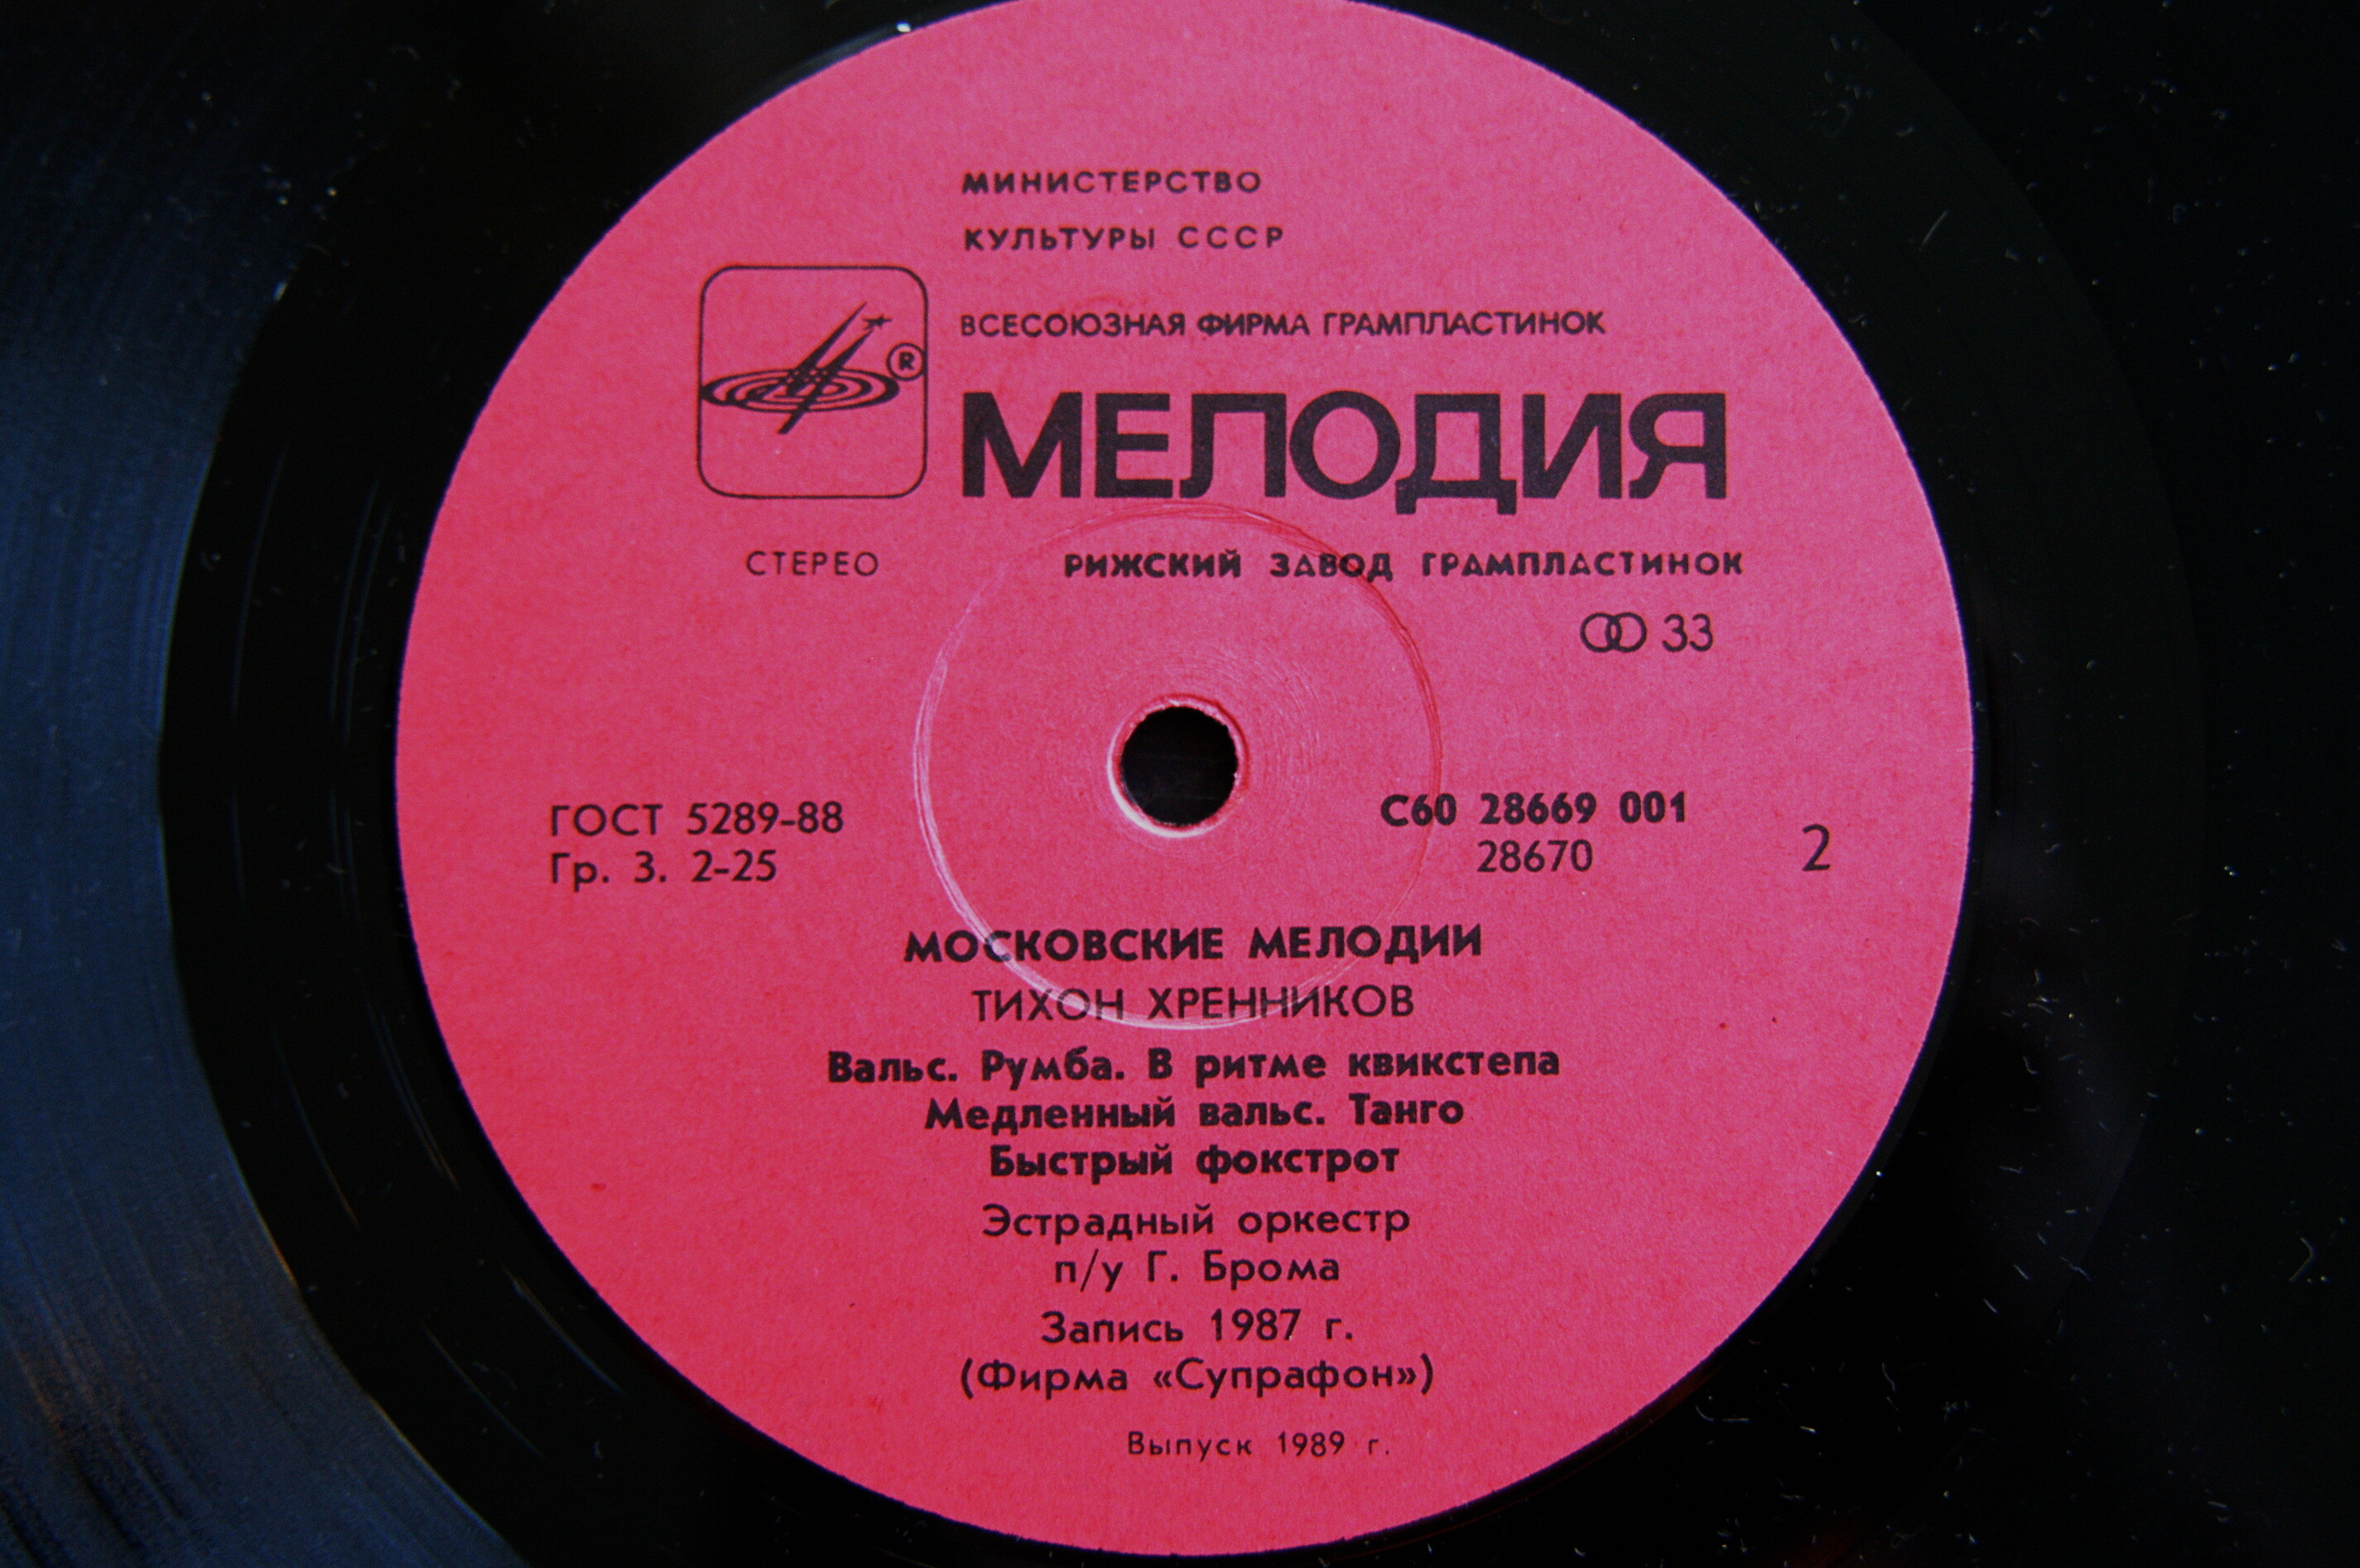 МИНИСТЕРСТВО
КУЛЬТУРЫ СССР
ВСЕСОЮЗНАЯ ФИРМА ГРАМПЛАСТИНОК
®
МЕЛОДИЯ
СТЕРЕО РИЖСКИЙ ЗАВОД ГРАМПЛАСТИНОК
33
ГОСТ 5289-88 С60 28669 001
Гр. 3. 2-25 28670 2
МОСКОВСКИЕ МЕЛОДИИ
ТИХОН ХРЕННИКОВ
Вальс. Румба. В ритме квикстепа
Медленный вальс. Танго
Быстрый фокстрот
Эстрадный оркестр
п/у Г. Брома
Запись 1987 г.
(Фирма «Супрафон»)
Выпуск 1989 г.